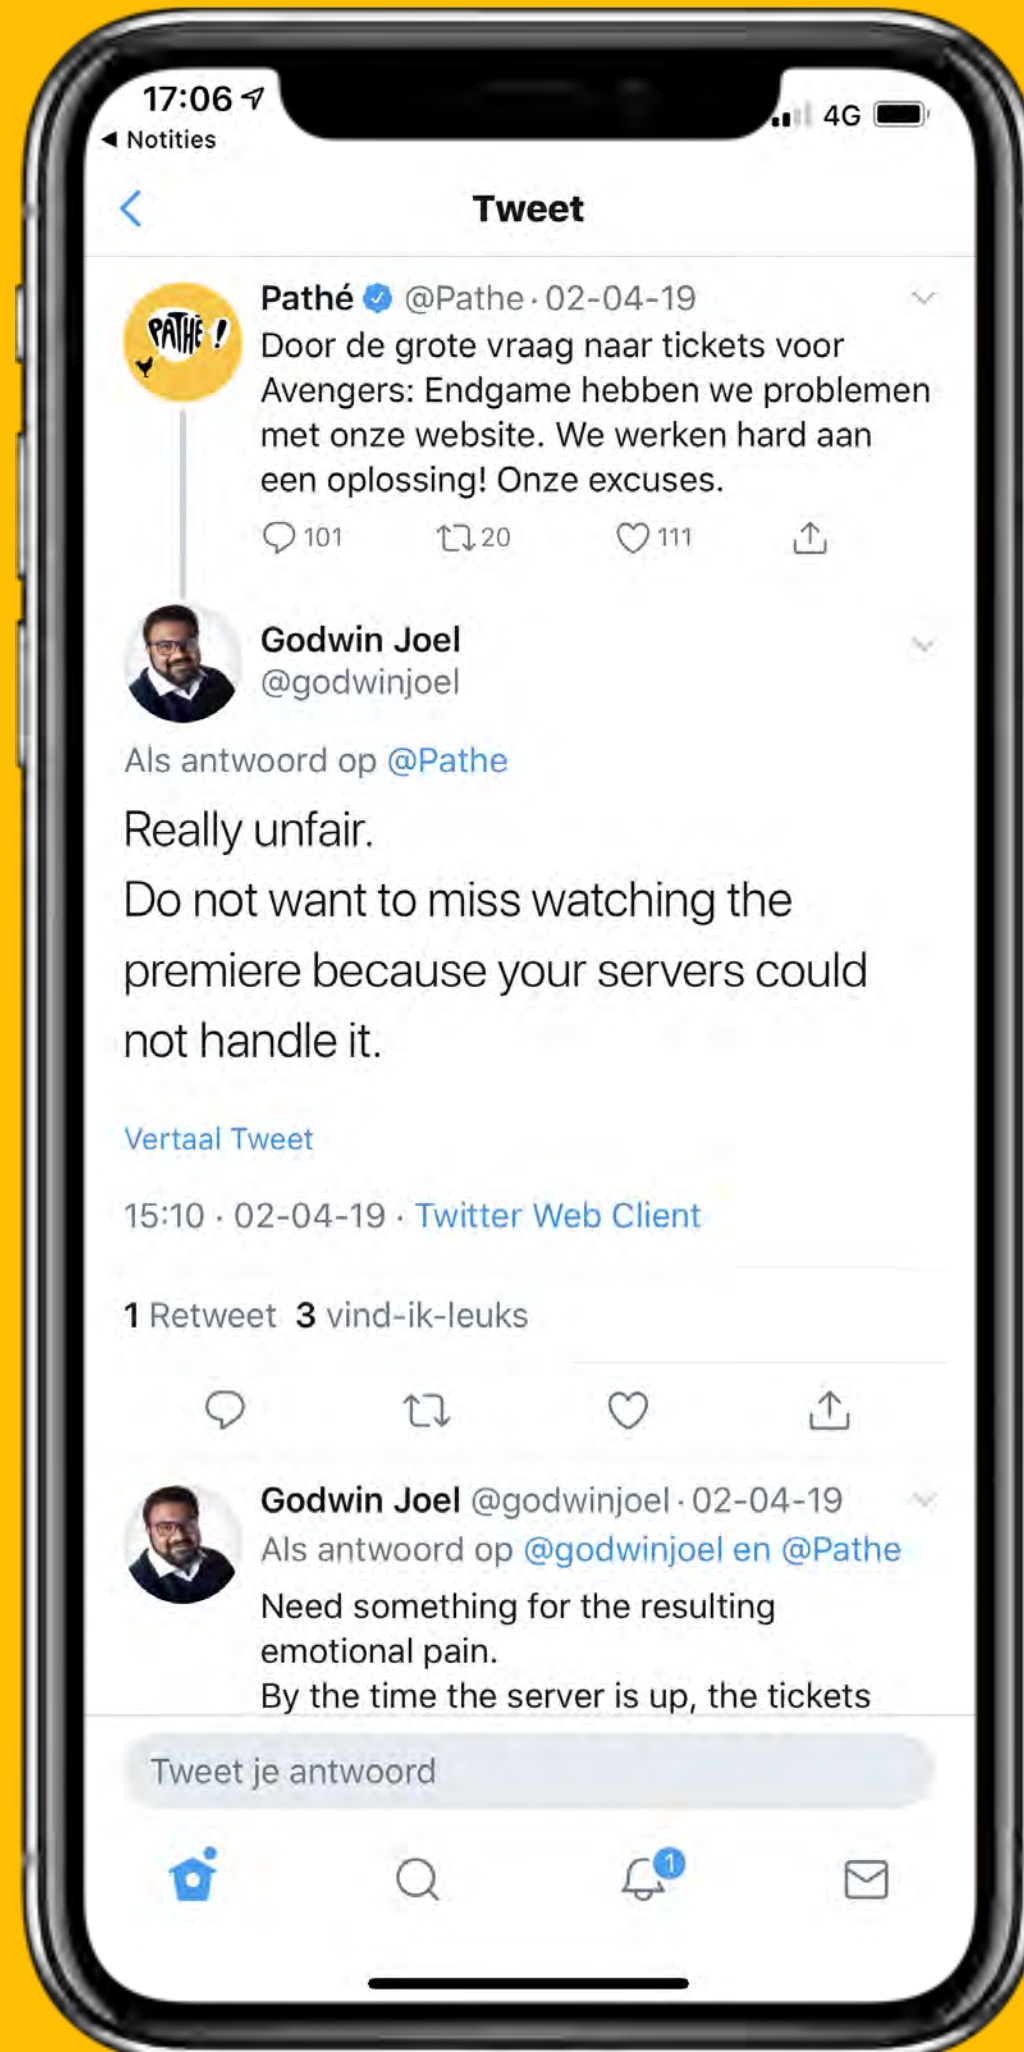 17:06
4G
Notities
Tweet
Pathé @Pathe · 02-04-19
PATHÉ!
Door de grote vraag naar tickets voor
Avengers: Endgame hebben we problemen
met onze website. We werken hard aan
een oplossing! Onze excuses.
101 20 111
Godwin Joel
@godwinjoel
Als antwoord op @Pathe
Really unfair.
Do not want to miss watching the
premiere because your servers could
not handle it.
Vertaal Tweet
15:10 · 02-04-19 · Twitter Web Client
1 Retweet 3 vind-ik-leuks
Godwin Joel @godwinjoel · 02-04-19
Als antwoord op @godwinjoel en @Pathe
Need something for the resulting
emotional pain.
By the time the server is up, the tickets
Tweet je antwoord
1